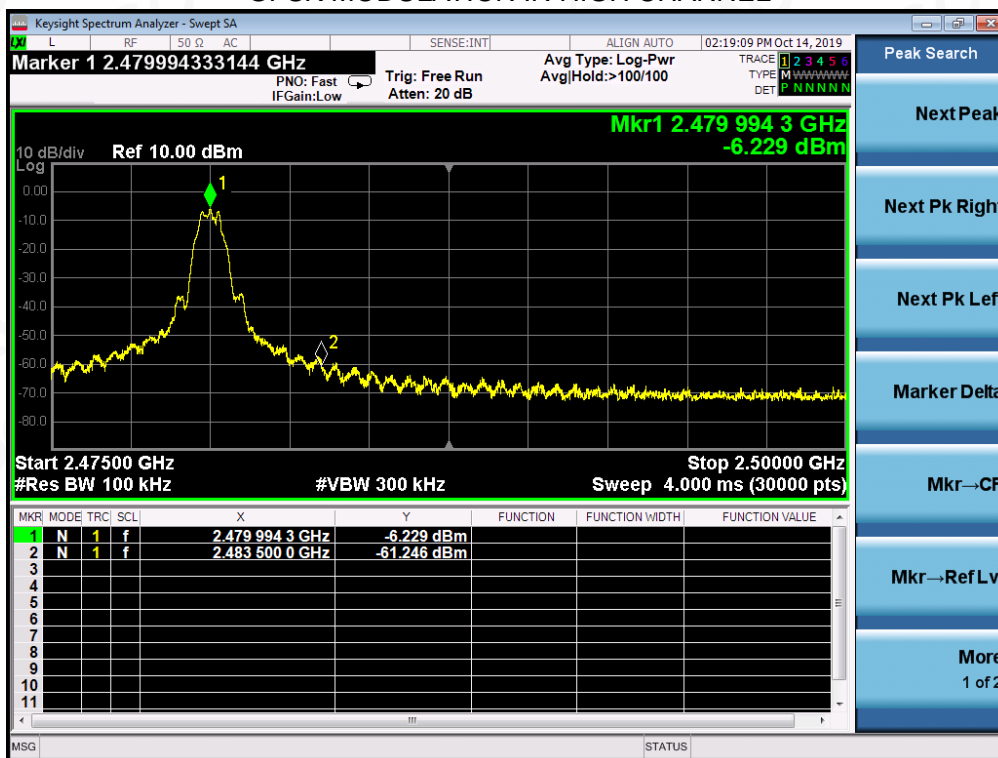 Keysight Spectrum Analyzer - Swept SA
LXI L RF 50 Ω AC SENSE:INT ALIGN AUTO 02:19:09 PM Oct 14, 2019
Marker 1 2.479994333144 GHz
PNO: Fast
IFGain:Low
Trig: Free Run
Atten: 20 dB
Avg Type: Log-Pwr
Avg|Hold:>100/100
TRACE 1 2 3 4 5 6
TYPE M WWWWW
DET P N N N N N
Peak Search
Mkr1 2.479 994 3 GHz
-6.229 dBm
10 dB/div Ref 10.00 dBm
Log
1
0.00
-10.0
-20.0
-30.0
-40.0
-50.0
2
-60.0
-70.0
-80.0
Start 2.47500 GHz Stop 2.50000 GHz
#Res BW 100 kHz #VBW 300 kHz Sweep 4.000 ms (30000 pts)
MKR MODE TRC SCL X Y FUNCTION FUNCTION WIDTH FUNCTION VALUE
1 N 1 f 2.479 994 3 GHz -6.229 dBm
2 N 1 f 2.483 500 0 GHz -61.246 dBm
3
4
5
6
7
8
9
10
11
MSG STATUS
Next Peak
Next Pk Right
Next Pk Lef
Marker Delta
Mkr→CF
Mkr→Ref Lv
More
1 of 2